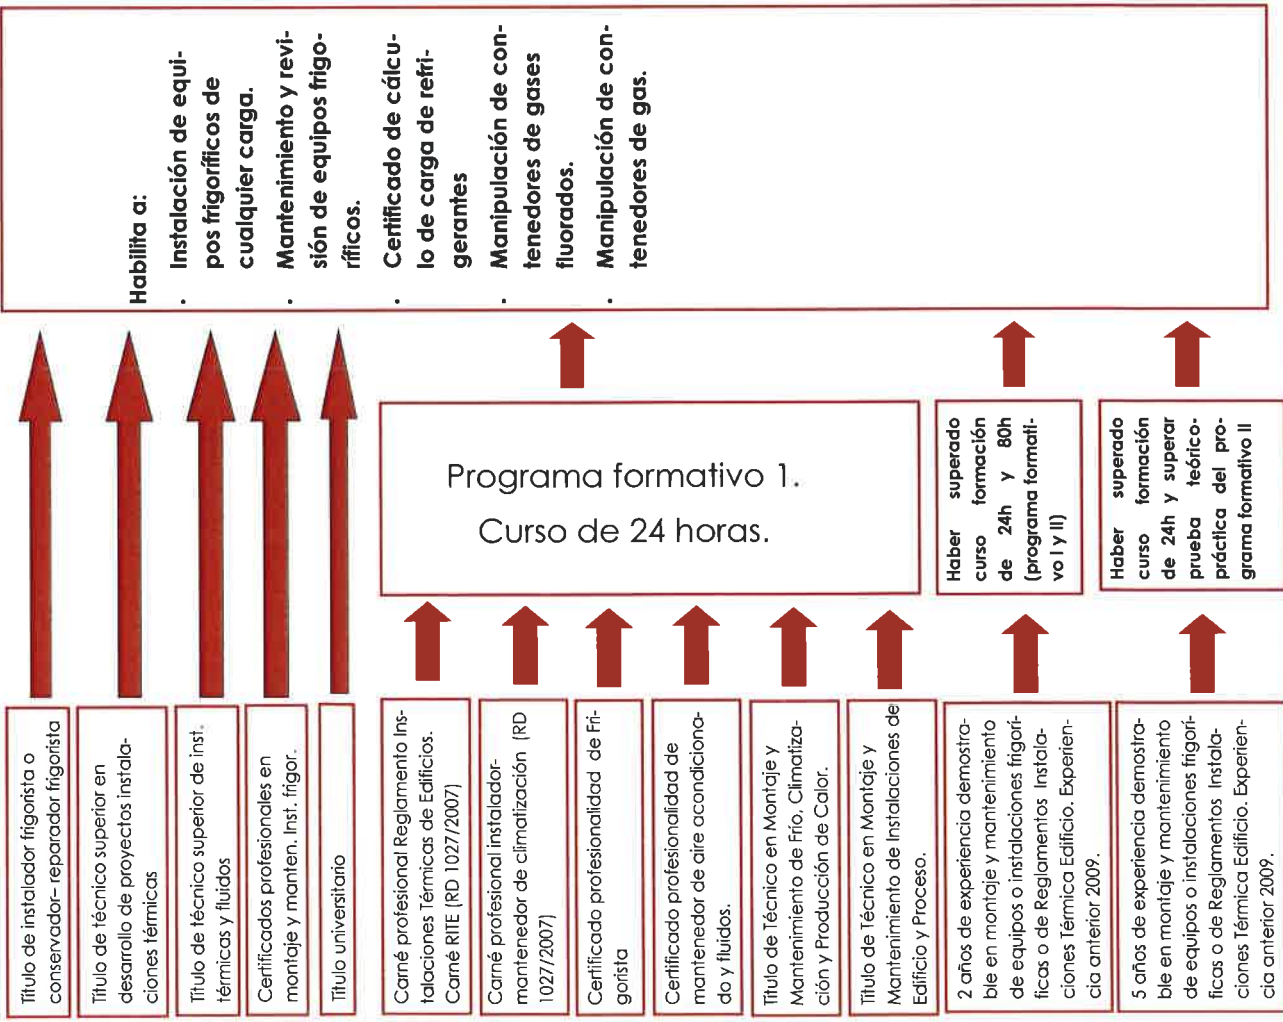 Título de instalador frigorista o
conservador– reparador frigorista
Título de técnico superior en
desarrollo de proyectos instala-
ciones térmicas
Título de técnico superior de inst.
térmicas y fluidos
Certificados profesionales en
montaje y manten. Inst. frigor.
Título universitario
Carné profesional Reglamento Ins-
talaciones Térmicas de Edificios.
Carné RITE (RD 1027/2007)
Carné profesional instalador-
mantenedor de climatización (RD
1027/2007)
Certificado profesionalidad de Fri-
gorista
Certificado profesionalidad de
mantenedor de aire acondiciona-
do y fluidos.
Título de Técnico en Montaje y
Mantenimiento de Frío, Climatiza-
ción y Producción de Calor.
Título de Técnico en Montaje y
Mantenimiento de Instalaciones de
Edificio y Proceso.
2 años de experiencia demostra-
ble en montaje y mantenimiento
de equipos o instalaciones frigorí-
ficas o de Reglamentos Instala-
ciones Térmica Edificio. Experien-
cia anterior 2009.
5 años de experiencia demostra-
ble en montaje y mantenimiento
de equipos o instalaciones frigorí-
ficas o de Reglamentos Instala-
ciones Térmica Edificio. Experien-
cia anterior 2009.
Programa formativo 1.
Curso de 24 horas.
Haber superado
curso formación
de 24h y 80h
(programa formati-
vo I y II)
Haber superado
curso formación
de 24h y superar
prueba teórico-
práctica del pro-
grama formativo II
Habilita a:
. Instalación de equi-
pos frigoríficos de
cualquier carga.
. Mantenimiento y revi-
sión de equipos frigo-
ríficos.
. Certificado de cálcu-
lo de carga de refri-
gerantes
. Manipulación de con-
tenedores de gases
fluorados.
. Manipulación de con-
tenedores de gas.